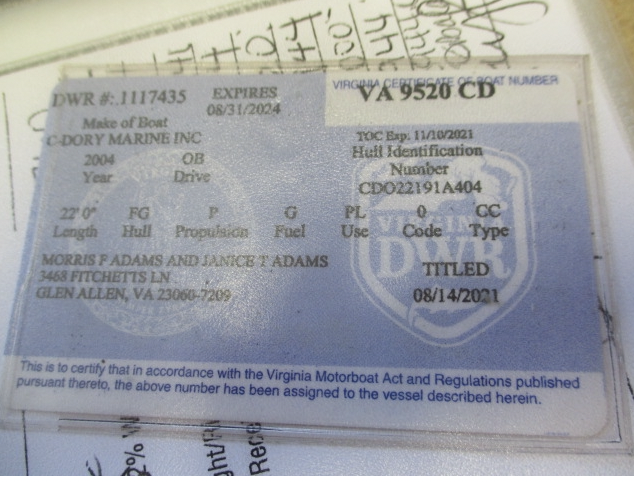 VIRGINIA CERTIFICATE OF BOAT NUMBER
DWR #: 1117435
EXPIRES
08/31/2024
VA 9520 CD
Make of Boat
C-DORY MARINE INC
TOC Exp: 11/10/2021
2004 OB
Year Drive
Hull Identification
Number
CDO22191A404
22' 0" FG P G PL 0 CC
Length Hull Propulsion Fuel Use Code Type
VIRGINIA
DWR
MORRIS F ADAMS AND JANICE T ADAMS
3468 FITCHETTS LN
GLEN ALLEN, VA 23060-7209
TITLED
08/14/2021
This is to certify that in accordance with the Virginia Motorboat Act and Regulations published
pursuant thereto, the above number has been assigned to the vessel described herein.